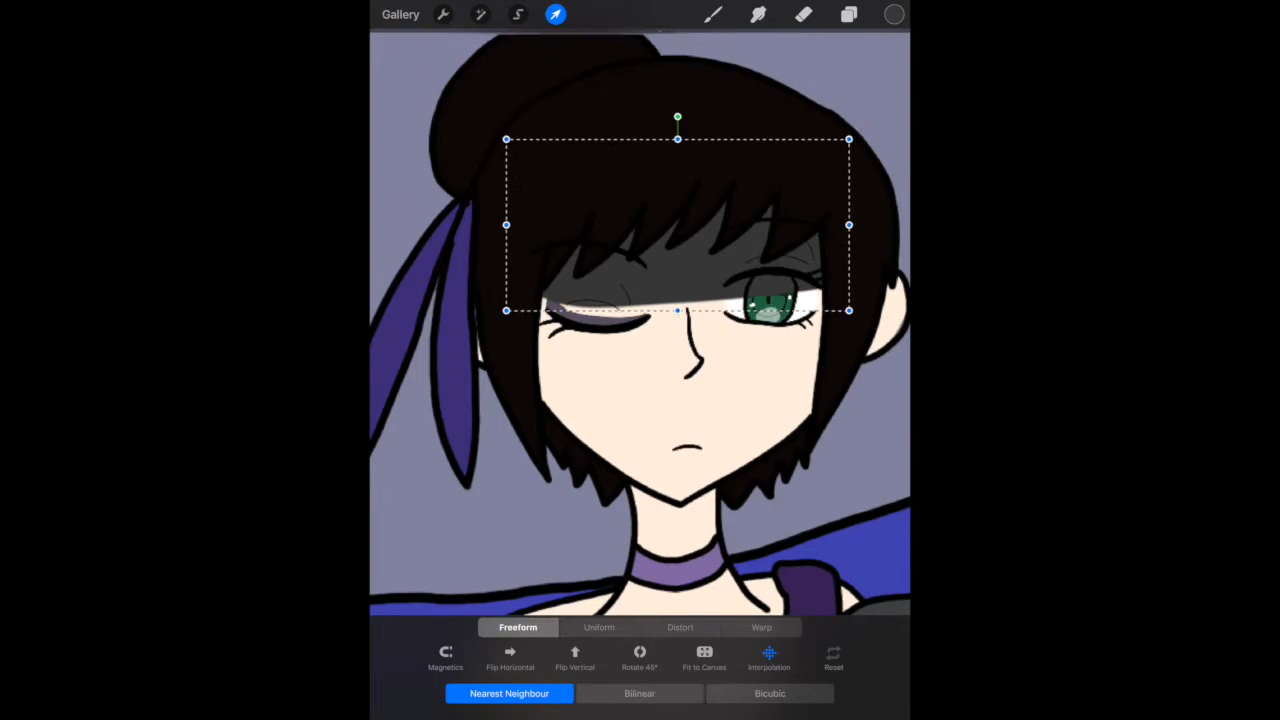 Gallery
Freeform Uniform Distort Warp
Magnetics Flip Horizontal Flip Vertical Rotate 45° Fit to Canvas Interpolation Reset
Nearest Neighbour Bilinear Bicubic